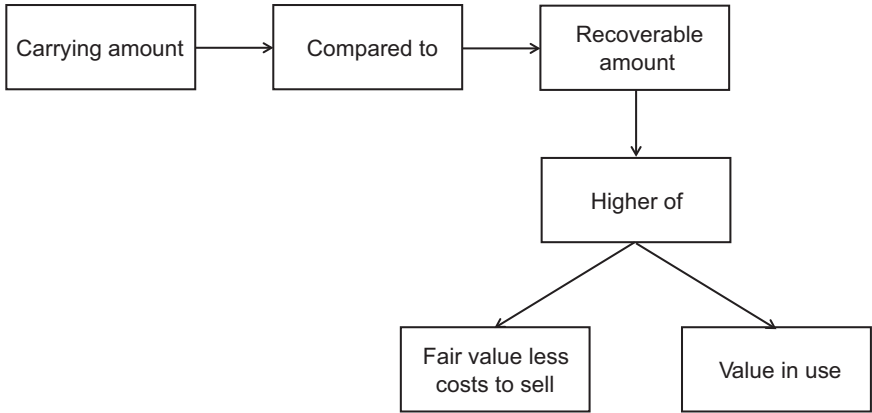 Carrying amount
Compared to
Recoverable
amount
Higher of
Fair value less
costs to sell
Value in use